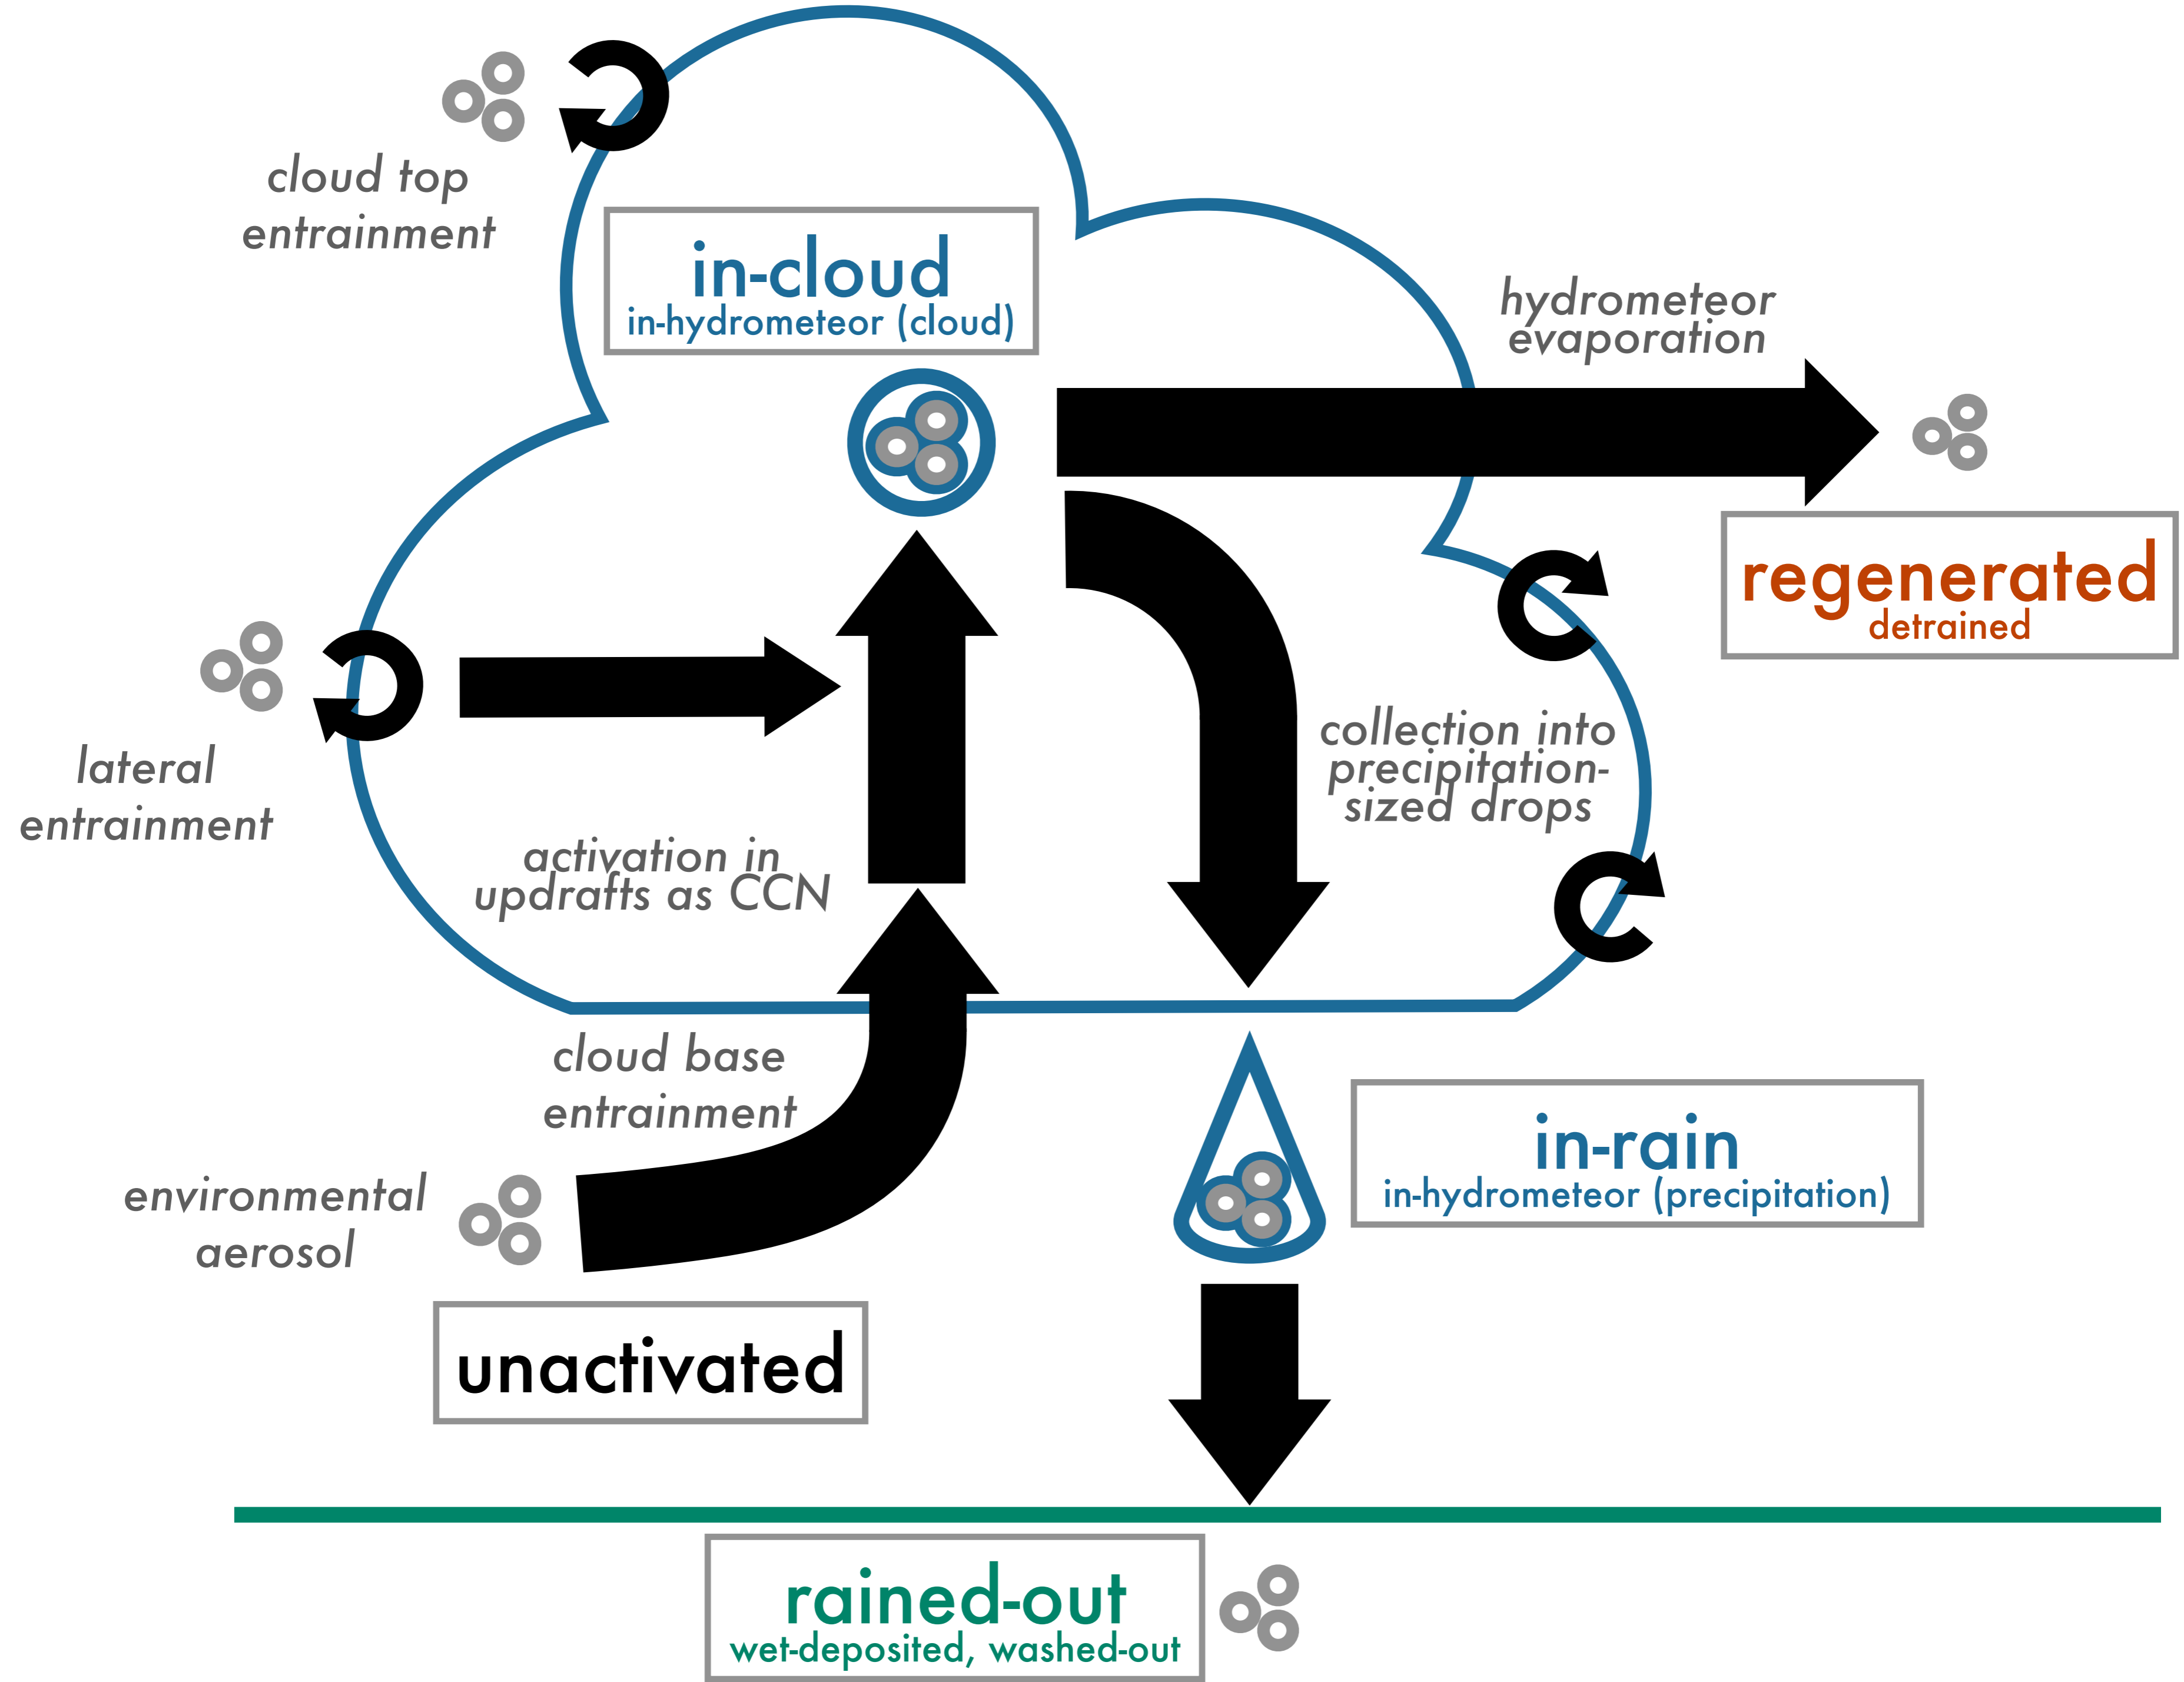 cloud top
entrainment
in-cloud
in-hydrometeor (cloud)
hydrometeor
evaporation
regenerated
detrained
lateral
entrainment
activation in
updrafts as CCN
collection into
precipitation-
sized drops
cloud base
entrainment
environmental
aerosol
unactivated
in-rain
in-hydrometeor (precipitation)
rained-out
wet-deposited, washed-out